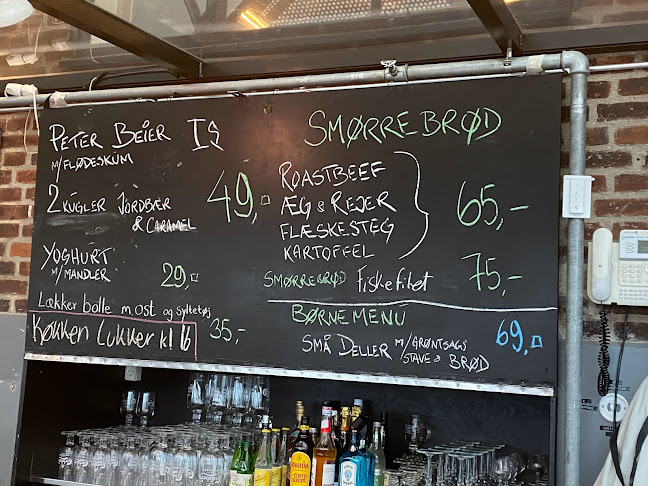 PETER BEIER IS
M/FLØDESKUM
2 KUGLER JORDBÆR
& CARAMEL
49,-
YOGHURT
M/MANDLER
29,-
Lækker bolle m. ost og syltetøj
35,-
Køkken lukker kl 16
SMØRREBRØD
ROASTBEEF
ÆG & REJER
FLÆSKESTEG
KARTOFFEL
65,-
SMØRREBRØD Fiskefilet 75,-
BØRNEMENU
SMÅ DELLER M/GRØNTSAGS
STAVE & BRØD
69,-